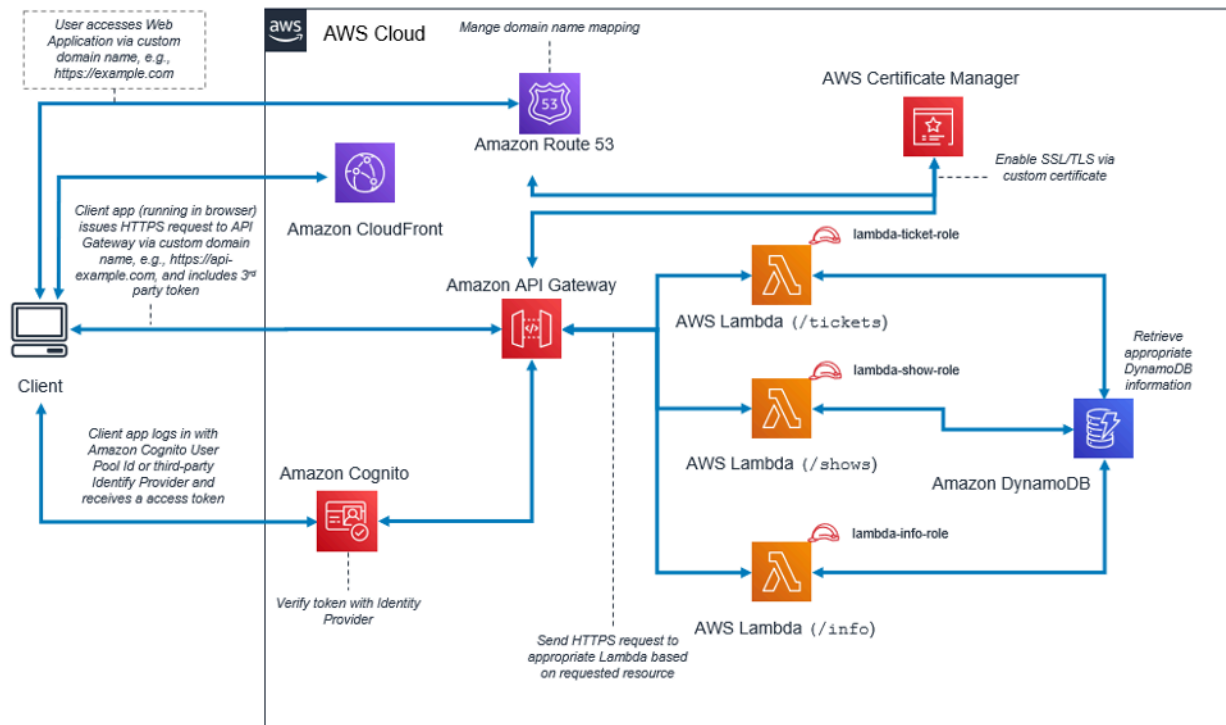 User accesses Web
Application via custom
domain name, e.g.,
https://example.com
aws
AWS Cloud
Mange domain name mapping
53
Amazon Route 53
AWS Certificate Manager
Enable SSL/TLS via
custom certificate
Amazon CloudFront
Client app (running in browser)
issues HTTPS request to API
Gateway via custom domain
name, e.g., https://api-
example.com, and includes 3rd
party token
Amazon API Gateway
lambda-ticket-role
AWS Lambda (/tickets)
Retrieve
appropriate
DynamoDB
information
Client
lambda-show-role
AWS Lambda (/shows)
Amazon DynamoDB
Client app logs in with
Amazon Cognito User
Pool Id or third-party
Identify Provider and
receives a access token
Amazon Cognito
lambda-info-role
Verify token with Identity
Provider
AWS Lambda (/info)
Send HTTPS request to
appropriate Lambda based
on requested resource